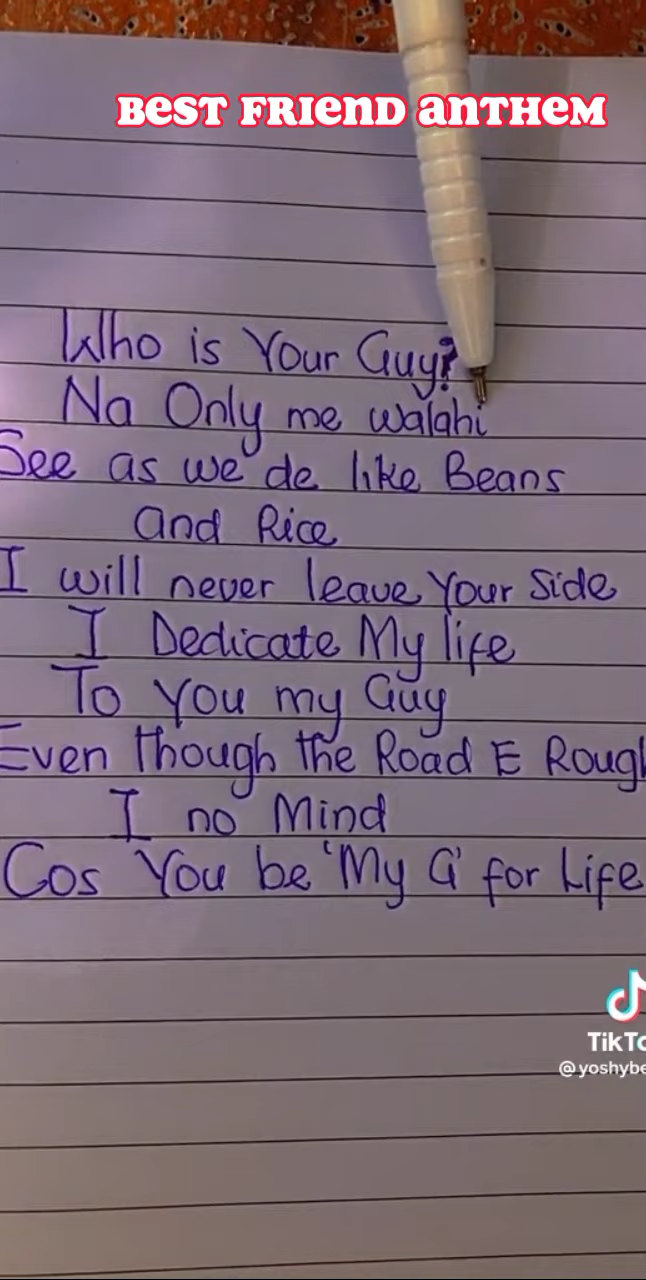 BEST FRIEND ANTHEM
Who is Your Guy?
Na Only me walahi
See as we de like Beans
and Rice
I will never leave Your Side
I Dedicate My life
To You my Guy
Even though the Road E Rough
I no Mind
Cos You be 'My G' for Life
TikTo
@yoshybe